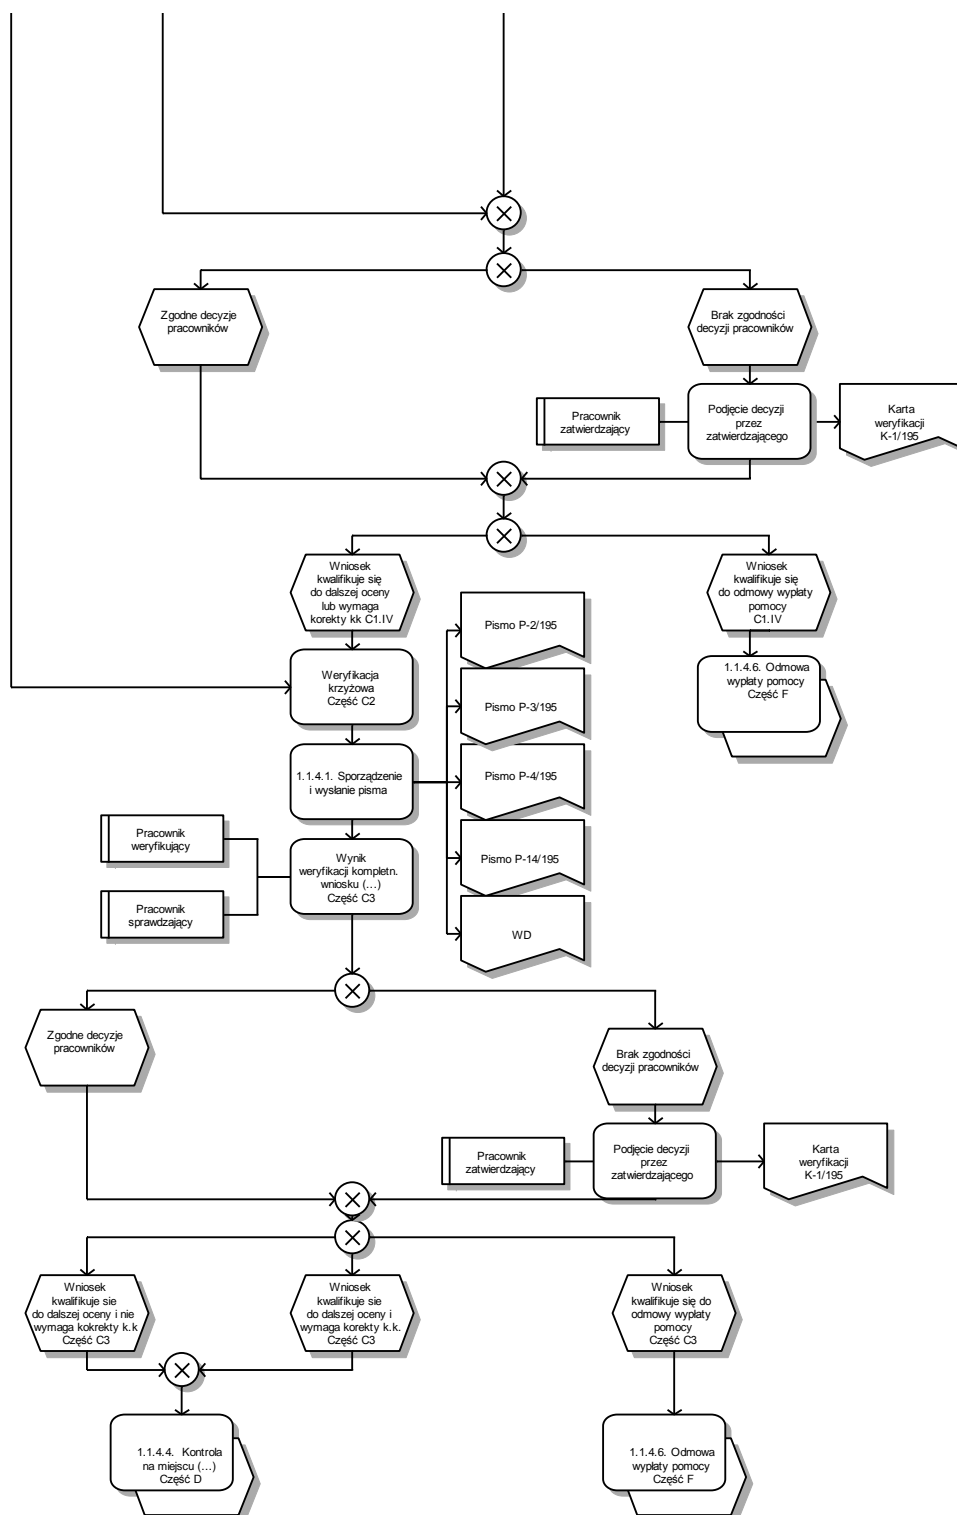 Zgodne decyzje
pracowników
Brak zgodności
decyzji pracowników
Pracownik
zatwierdzający
Podjęcie decyzji
przez
zatwierdzającego
Karta
weryfikacji
K-1/195
Wniosek
kwalifikuje się
do dalszej oceny
lub wymaga
korekty kk C1.IV
Wniosek
kwalifikuje się
do odmowy wypłaty
pomocy
C1.IV
Pismo P-2/195
Weryfikacja
krzyżowa
Część C2
1.1.4.6. Odmowa
wypłaty pomocy
Część F
Pismo P-3/195
1.1.4.1. Sporządzenie
i wysłanie pisma
Pismo P-4/195
Pracownik
weryfikujący
Wynik
weryfikacji kompletn.
wniosku (...)
Część C3
Pismo P-14/195
Pracownik
sprawdzający
WD
Zgodne decyzje
pracowników
Brak zgodności
decyzji pracowników
Pracownik
zatwierdzający
Podjęcie decyzji
przez
zatwierdzającego
Karta
weryfikacji
K-1/195
Wniosek
kwalifikuje sie
do dalszej oceny i nie
wymaga kokrekty k.k
Część C3
Wniosek
kwalifikuje sie
do dalszej oceny i
wymaga korekty k.k.
Część C3
Wniosek
kwalifikuje się do
odmowy wypłaty
pomocy
Część C3
1.1.4.4. Kontrola
na miejscu (...)
Część D
1.1.4.6. Odmowa
wypłaty pomocy
Część F